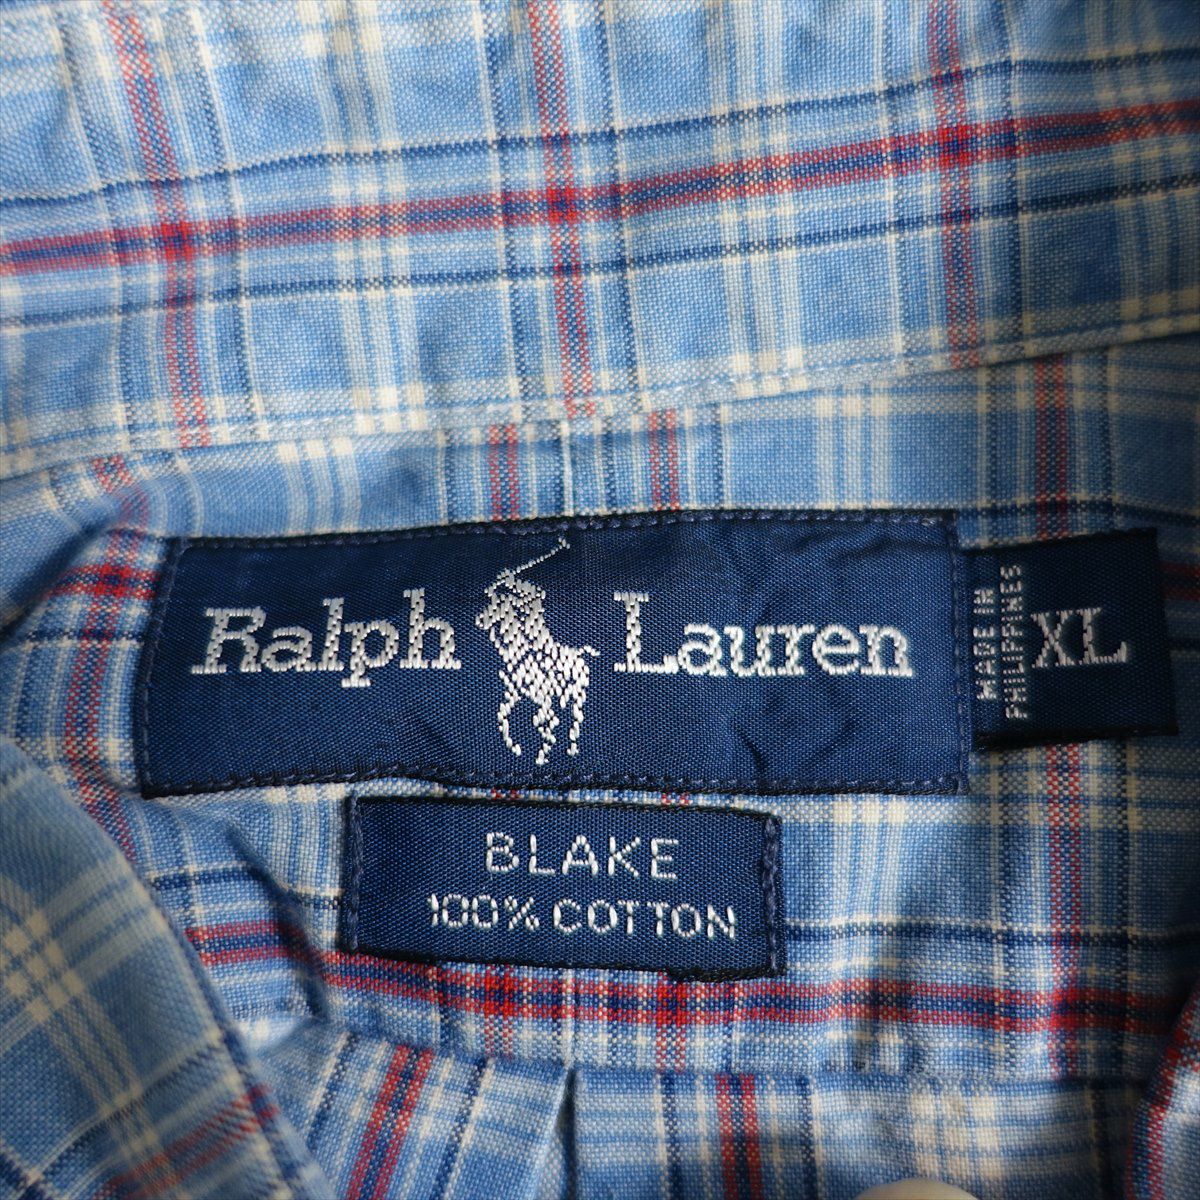 Ralph Lauren
MADE IN
PHILIPPINES
XL
BLAKE
100% COTTON